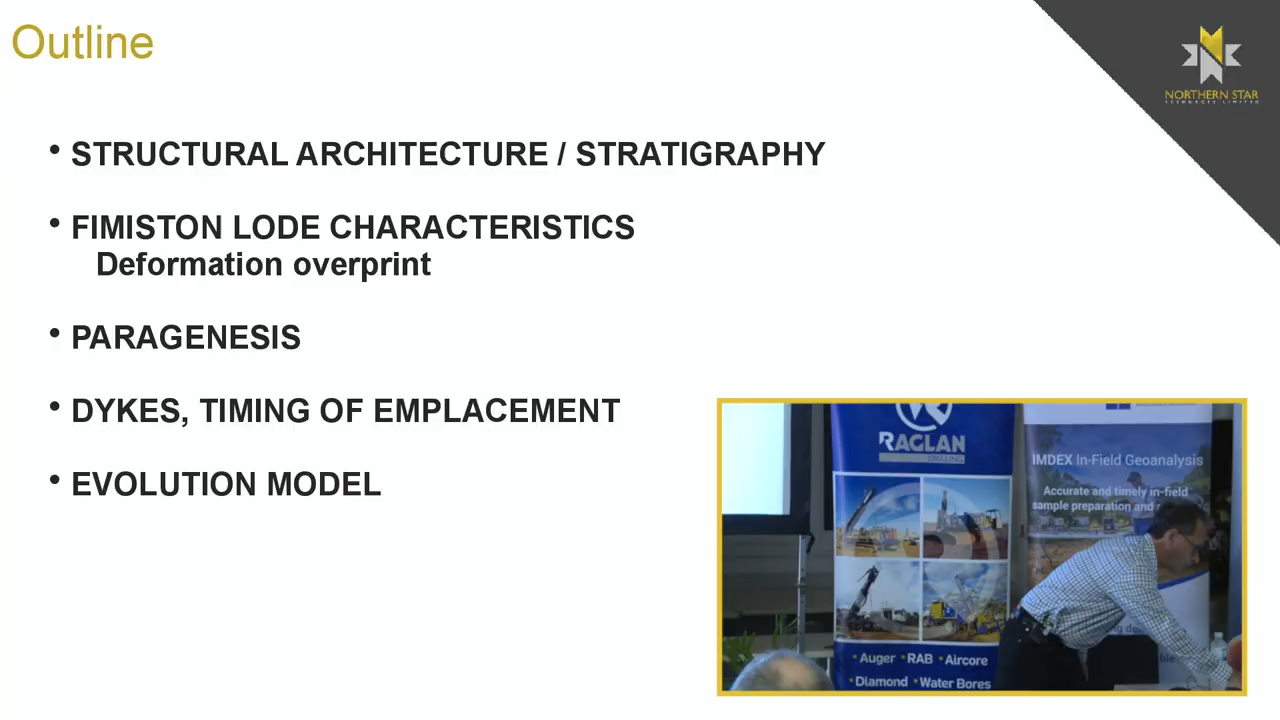 Outline
NORTHERN STAR
RESOURCES LIMITED
• STRUCTURAL ARCHITECTURE / STRATIGRAPHY
• FIMISTON LODE CHARACTERISTICS
Deformation overprint
• PARAGENESIS
• DYKES, TIMING OF EMPLACEMENT
• EVOLUTION MODEL
RAGLAN
DRILLING
• Auger • RAB • Aircore
• Diamond • Water Bores
IMDEX In-Field Geoanalysis
Accurate and timely in-field
sample preparation and